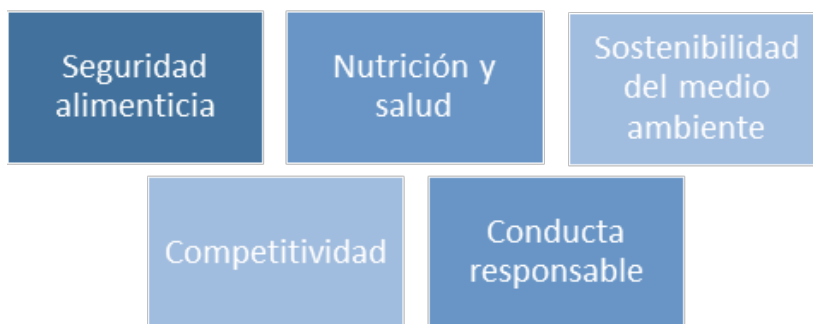 Seguridad
alimenticia
Nutrición y
salud
Sostenibilidad
del medio
ambiente
Competitividad
Conducta
responsable